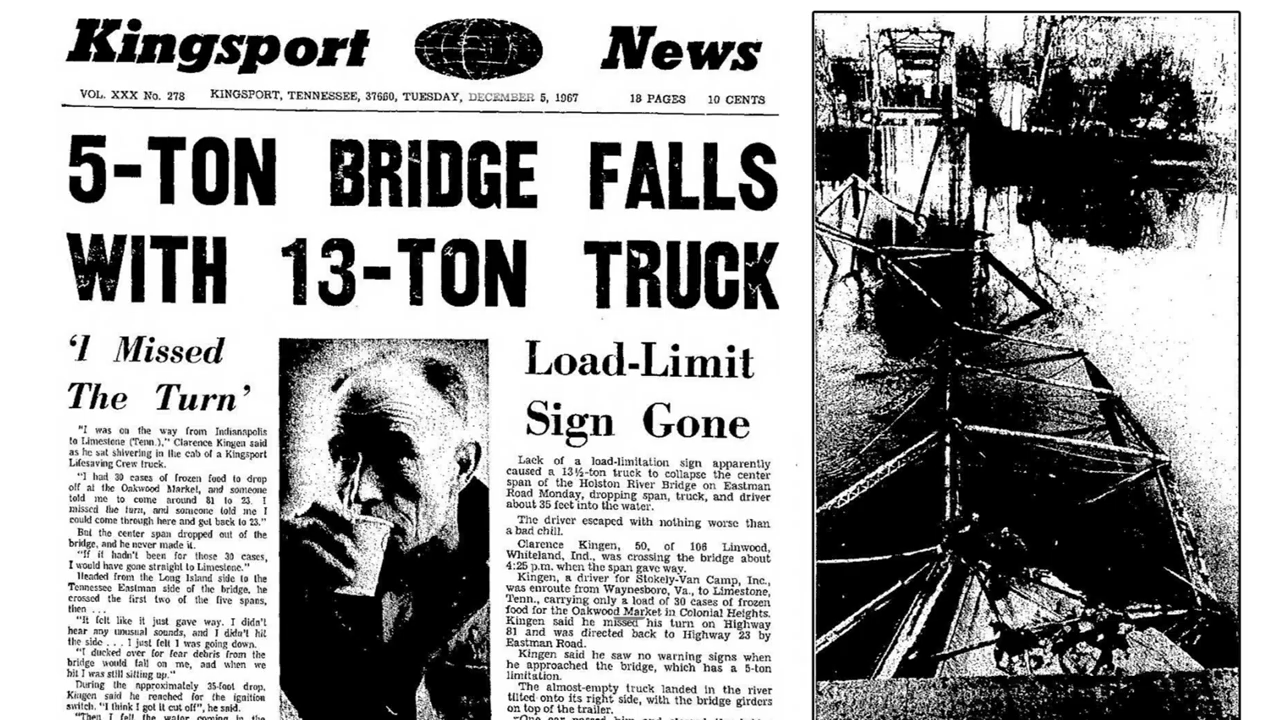 Kingsport News
VOL. XXX No. 278 KINGSPORT, TENNESSEE, 37660, TUESDAY, DECEMBER 5, 1967 18 PAGES 10 CENTS
5-TON BRIDGE FALLS
WITH 13-TON TRUCK
'I Missed
The Turn'
"I was on the way from Indianapolis
to Limestone (Tenn.)," Clarence Kingen said
as he sat shivering in the cab of a Kingsport
Lifesaving Crew truck.
"I had 30 cases of frozen food to drop
off at the Oakwood Market, and someone
told me to come around 81 to 23. I
missed the turn, and someone told me I
could come through here and get back to 23."
But the center span dropped out of the
bridge, and he never made it.
"If it hadn't been for those 30 cases,
I would have gone straight to Limestone."
Headed from the Long Island side to the
Tennessee Eastman side of the bridge, he
crossed the first two of the five spans,
then . . .
"It felt like it just gave way. I didn't
hear any unusual sounds, and I didn't hit
the side . . . I just felt I was going down.
"I ducked over for fear debris from the
bridge would fall on me, and when we
hit I was still sitting up."
During the approximately 35-foot drop,
Kingen said he reached for the ignition
switch. "I think I got it cut off", he said.
"Then I felt the water coming in the
Load-Limit
Sign Gone
Lack of a load-limitation sign apparently
caused a 13½-ton truck to collapse the center
span of the Holston River Bridge on Eastman
Road Monday, dropping span, truck, and driver
about 35 feet into the water.
The driver escaped with nothing worse than
a bad chill.
Clarence Kingen, 50, of 106 Linwood,
Whiteland, Ind., was crossing the bridge about
4:25 p.m. when the span gave way.
Kingen, a driver for Stokely-Van Camp, Inc.,
was enroute from Waynesboro, Va., to Limestone,
Tenn., carrying only a load of 30 cases of frozen
food for the Oakwood Market in Colonial Heights.
Kingen said he missed his turn on Highway
81 and was directed back to Highway 23 by
Eastman Road.
Kingen said he saw no warning signs when
he approached the bridge, which has a 5-ton
limitation.
The almost-empty truck landed in the river
tilted onto its right side, with the bridge girders
on top of the trailer.